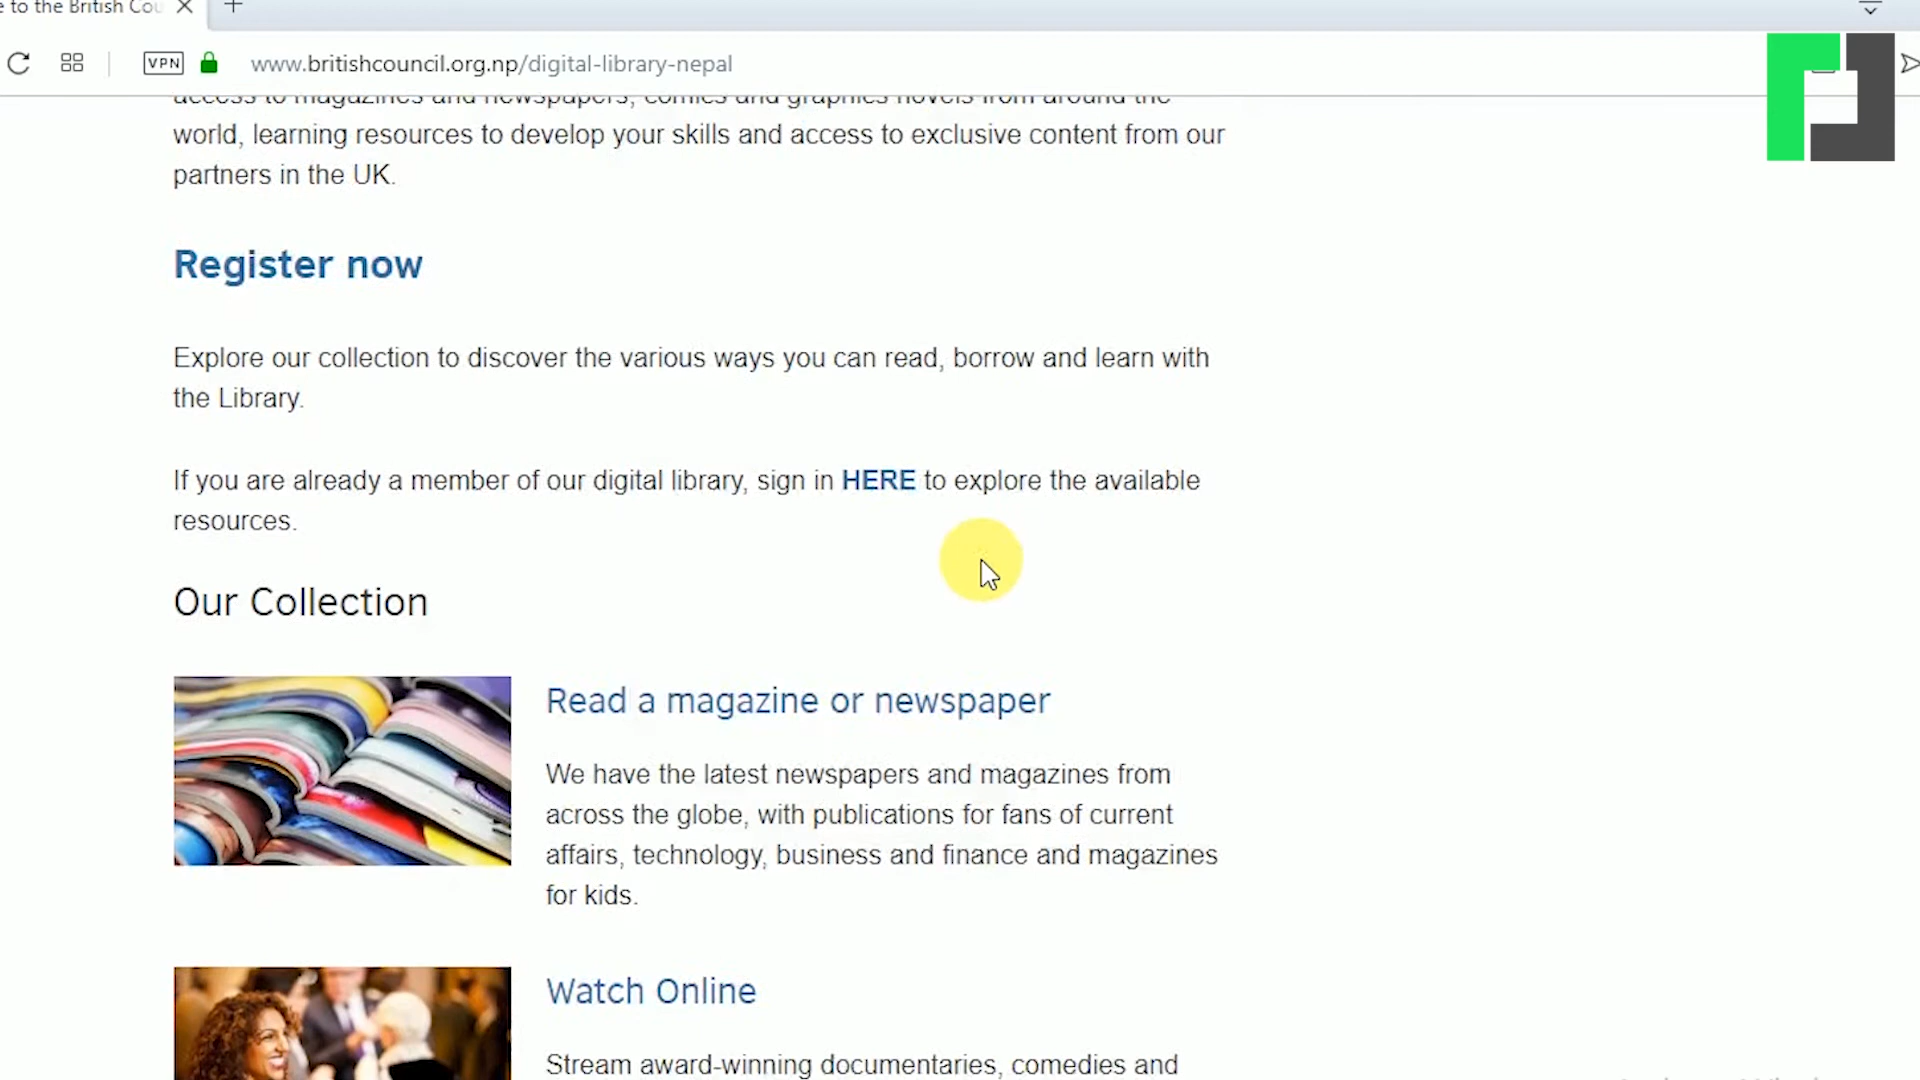 e to the British Cou
VPN
www.britishcouncil.org.np/digital-library-nepal
access to magazines and newspapers, comics and graphics novels from around the
world, learning resources to develop your skills and access to exclusive content from our
partners in the UK.
Register now
Explore our collection to discover the various ways you can read, borrow and learn with
the Library.
If you are already a member of our digital library, sign in HERE to explore the available
resources.
Our Collection
Read a magazine or newspaper
We have the latest newspapers and magazines from
across the globe, with publications for fans of current
affairs, technology, business and finance and magazines
for kids.
Watch Online
Stream award-winning documentaries, comedies and